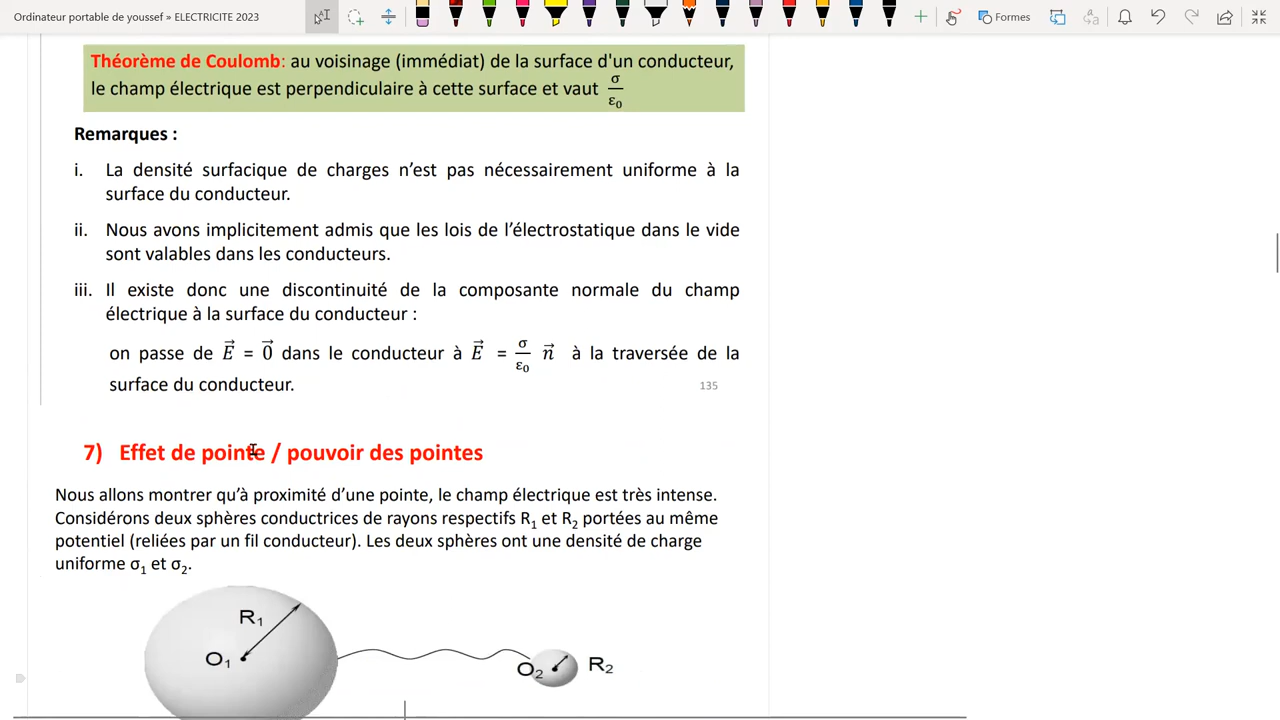 Ordinateur portable de youssef » ELECTRICITE 2023
Formes
Théorème de Coulomb: au voisinage (immédiat) de la surface d'un conducteur,
le champ électrique est perpendiculaire à cette surface et vaut σ/ε₀
Remarques :
i. La densité surfacique de charges n’est pas nécessairement uniforme à la
surface du conducteur.
ii. Nous avons implicitement admis que les lois de l’électrostatique dans le vide
sont valables dans les conducteurs.
iii. Il existe donc une discontinuité de la composante normale du champ
électrique à la surface du conducteur :
on passe de E⃗ = 0⃗ dans le conducteur à E⃗ = σ/ε₀ n⃗ à la traversée de la
surface du conducteur.
135
7) Effet de pointe / pouvoir des pointes
Nous allons montrer qu’à proximité d’une pointe, le champ électrique est très intense.
Considérons deux sphères conductrices de rayons respectifs R₁ et R₂ portées au même
potentiel (reliées par un fil conducteur). Les deux sphères ont une densité de charge
uniforme σ₁ et σ₂.
R₁
O₁
O₂
R₂